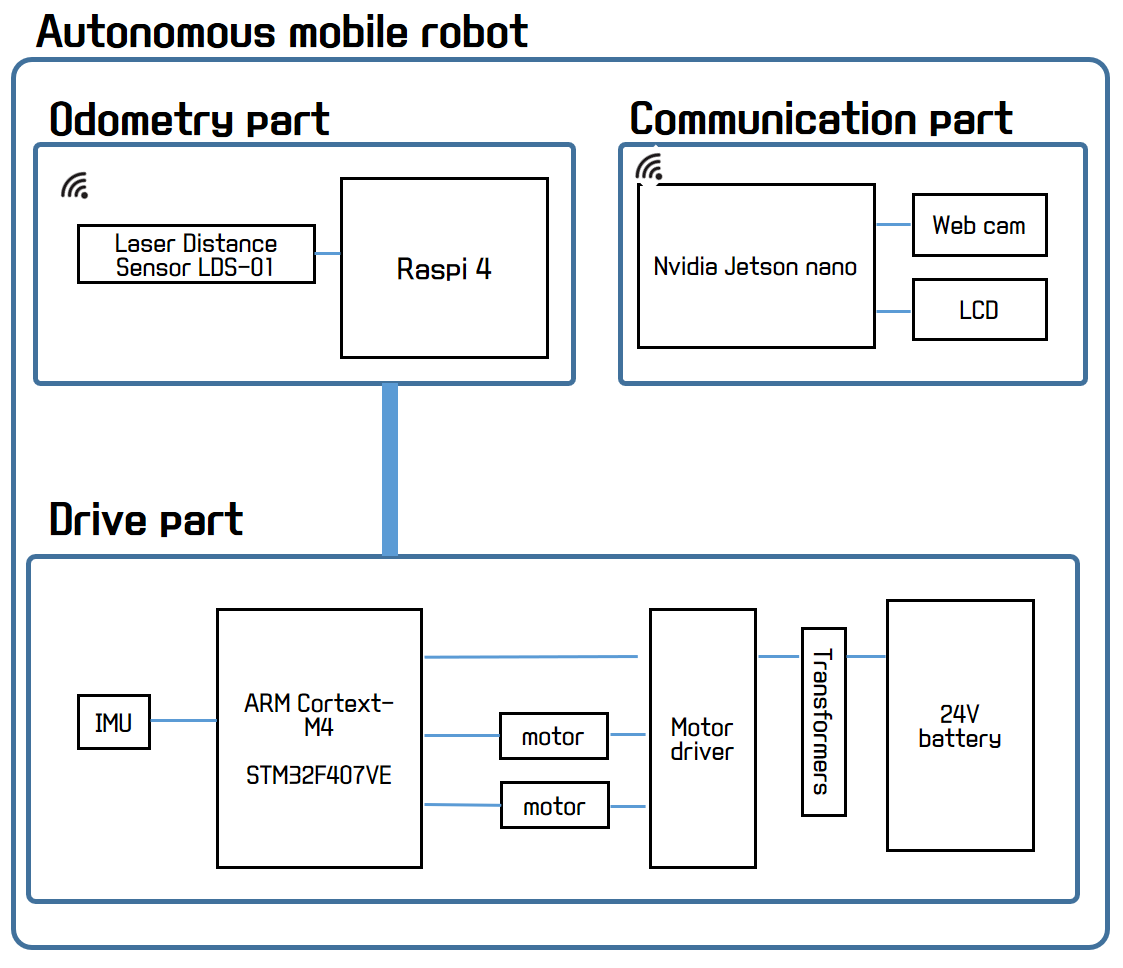 Autonomous mobile robot
Odometry part
Laser Distance
Sensor LDS-01
Raspi 4
Communication part
Nvidia Jetson nano
Web cam
LCD
Drive part
IMU
ARM Cortext-
M4
STM32F407VE
motor
motor
Motor
driver
Transformers
24V
battery